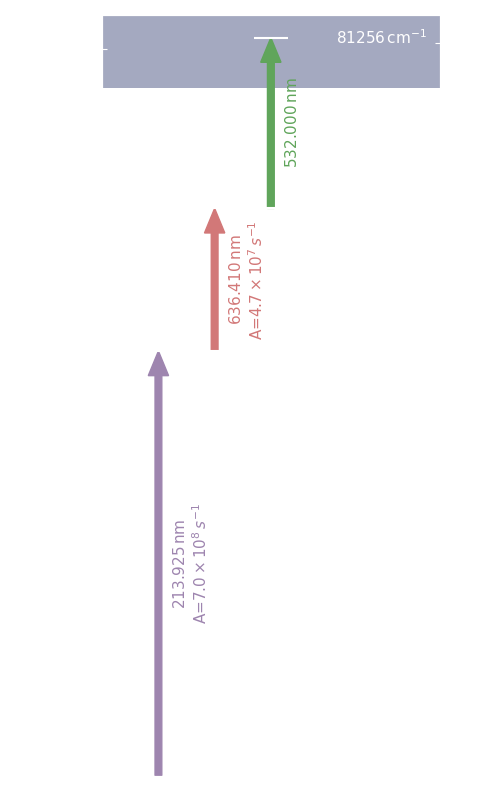 81256 cm⁻¹
532.000 nm
636.410 nm
A=4.7 × 10⁷ s⁻¹
213.925 nm
A=7.0 × 10⁸ s⁻¹